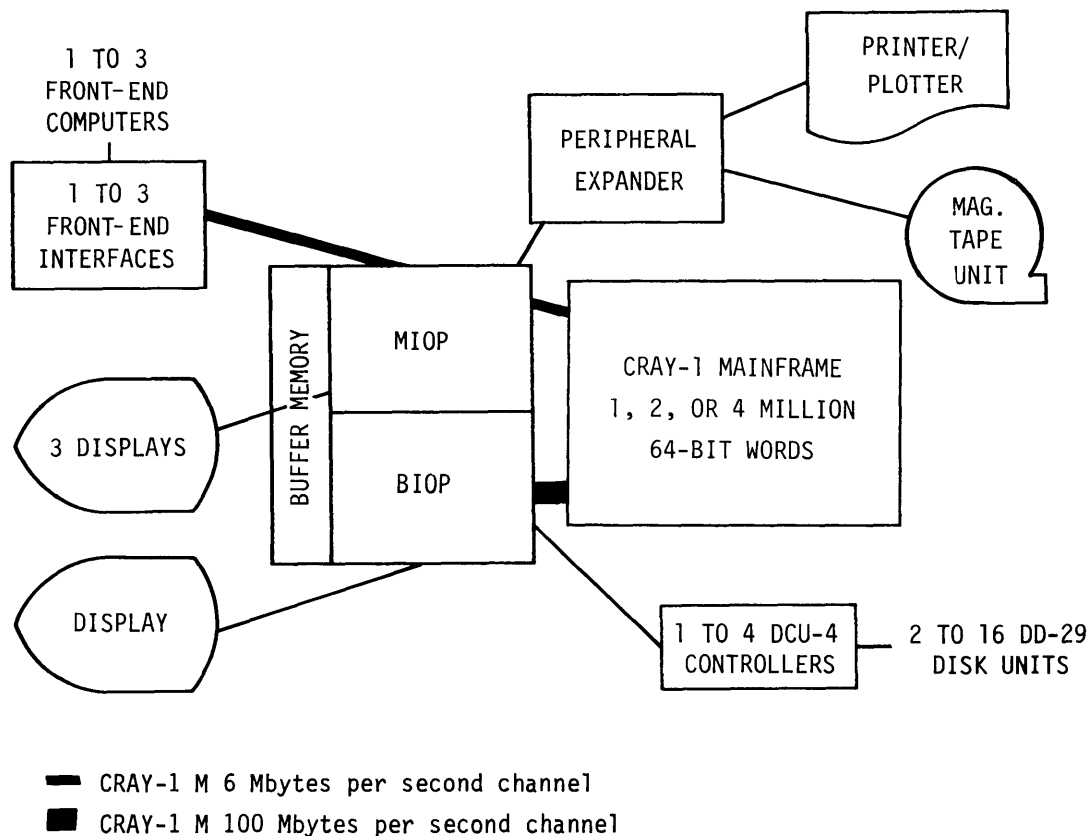 1 TO 3
FRONT-END
COMPUTERS
1 TO 3
FRONT-END
INTERFACES
PERIPHERAL
EXPANDER
PRINTER/
PLOTTER
MAG.
TAPE
UNIT
BUFFER MEMORY
MIOP
BIOP
CRAY-1 MAINFRAME
1, 2, OR 4 MILLION
64-BIT WORDS
3 DISPLAYS
DISPLAY
1 TO 4 DCU-4
CONTROLLERS
2 TO 16 DD-29
DISK UNITS
CRAY-1 M 6 Mbytes per second channel
CRAY-1 M 100 Mbytes per second channel